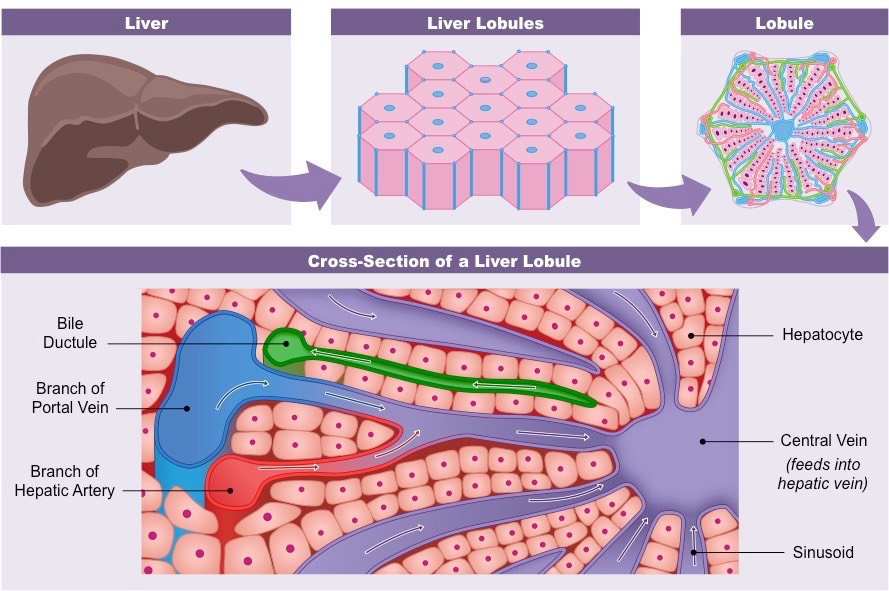 Liver
Liver Lobules
Lobule
Cross-Section of a Liver Lobule
Bile
Ductule
Branch of
Portal Vein
Branch of
Hepatic Artery
Hepatocyte
Central Vein
(feeds into
hepatic vein)
Sinusoid